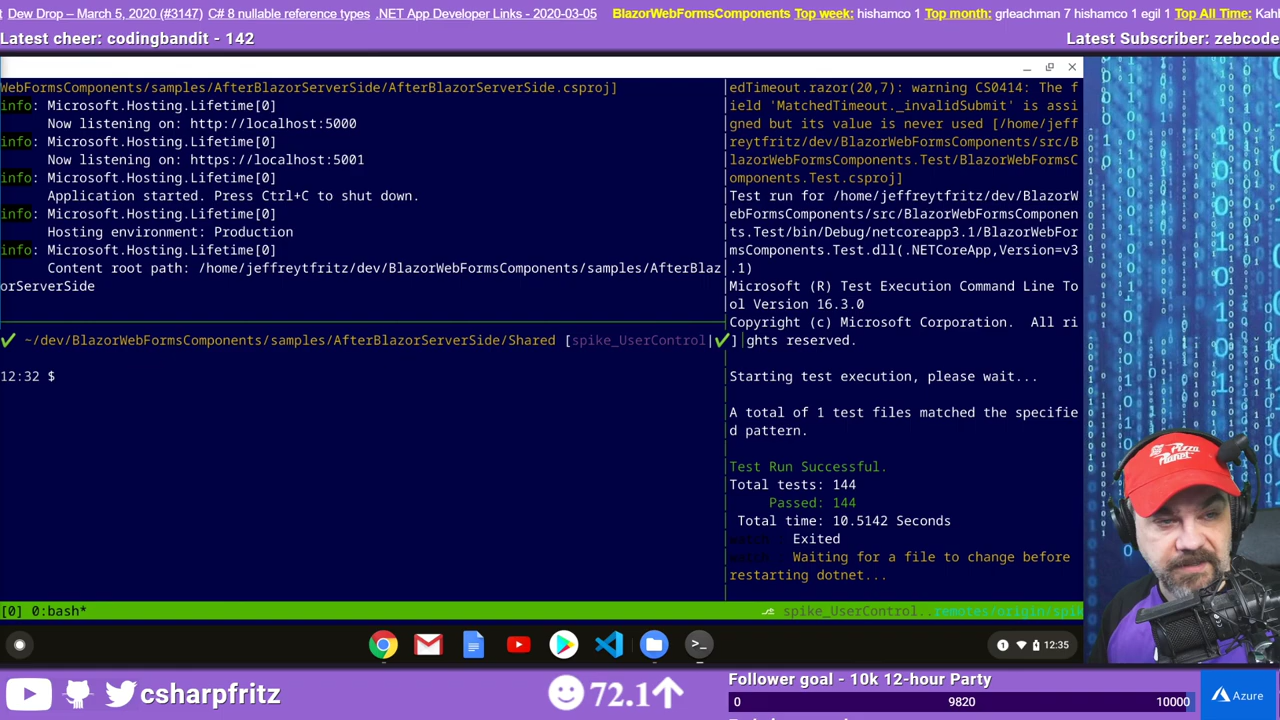 t Dew Drop – March 5, 2020 (#3147) C# 8 nullable reference types .NET App Developer Links - 2020-03-05 BlazorWebFormsComponents Top week: hishamco 1 Top month: grleachman 7 hishamco 1 egil 1 Top All Time: Kahl
Latest cheer: codingbandit - 142
Latest Subscriber: zebcode
WebFormsComponents/samples/AfterBlazorServerSide/AfterBlazorServerSide.csproj]
info: Microsoft.Hosting.Lifetime[0]
Now listening on: http://localhost:5000
info: Microsoft.Hosting.Lifetime[0]
Now listening on: https://localhost:5001
info: Microsoft.Hosting.Lifetime[0]
Application started. Press Ctrl+C to shut down.
info: Microsoft.Hosting.Lifetime[0]
Hosting environment: Production
info: Microsoft.Hosting.Lifetime[0]
Content root path: /home/jeffreytfritz/dev/BlazorWebFormsComponents/samples/AfterBlaz
orServerSide
✔ ~/dev/BlazorWebFormsComponents/samples/AfterBlazorServerSide/Shared [spike_UserControl|✔]
12:32 $
edTimeout.razor(20,7): warning CS0414: The f
ield 'MatchedTimeout._invalidSubmit' is assi
gned but its value is never used [/home/jeff
reytfritz/dev/BlazorWebFormsComponents/src/B
lazorWebFormsComponents.Test/BlazorWebFormsC
omponents.Test.csproj]
Test run for /home/jeffreytfritz/dev/BlazorW
ebFormsComponents/src/BlazorWebFormsComponen
ts.Test/bin/Debug/netcoreapp3.1/BlazorWebFor
msComponents.Test.dll(.NETCoreApp,Version=v3
.1)
Microsoft (R) Test Execution Command Line To
ol Version 16.3.0
Copyright (c) Microsoft Corporation.  All ri
ghts reserved.
Starting test execution, please wait...
A total of 1 test files matched the specifie
d pattern.
Test Run Successful.
Total tests: 144
Passed: 144
Total time: 10.5142 Seconds
watch : Exited
watch : Waiting for a file to change before
restarting dotnet...
[0] 0:bash*
spike_UserControl..remotes/origin/spik
1
12:35
csharpfritz
72.1
Follower goal - 10k 12-hour Party
0 9820 10000
Azure
Pizza
Planet